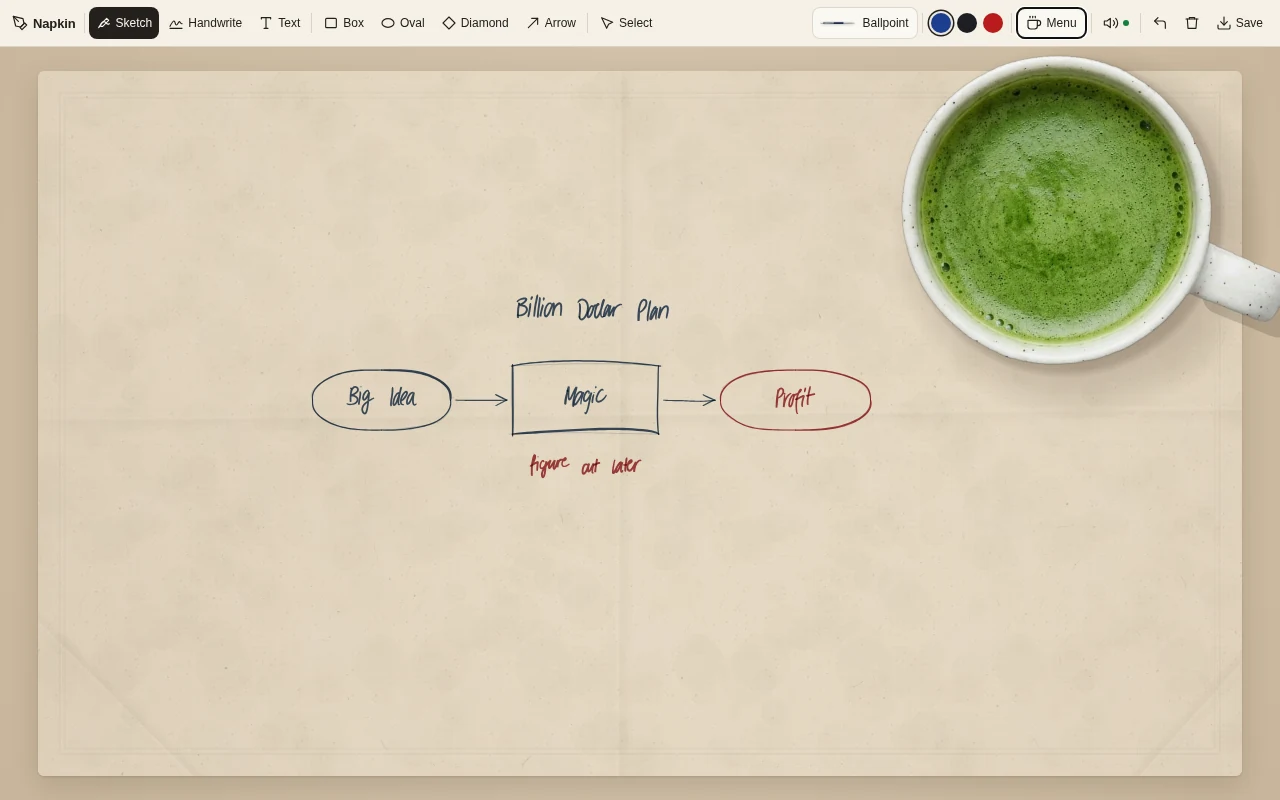 Napkin Sketch Handwrite Text Box Oval Diamond Arrow Select Ballpoint Menu Save
Billion Dollar Plan
Big Idea Magic Profit
figure out later